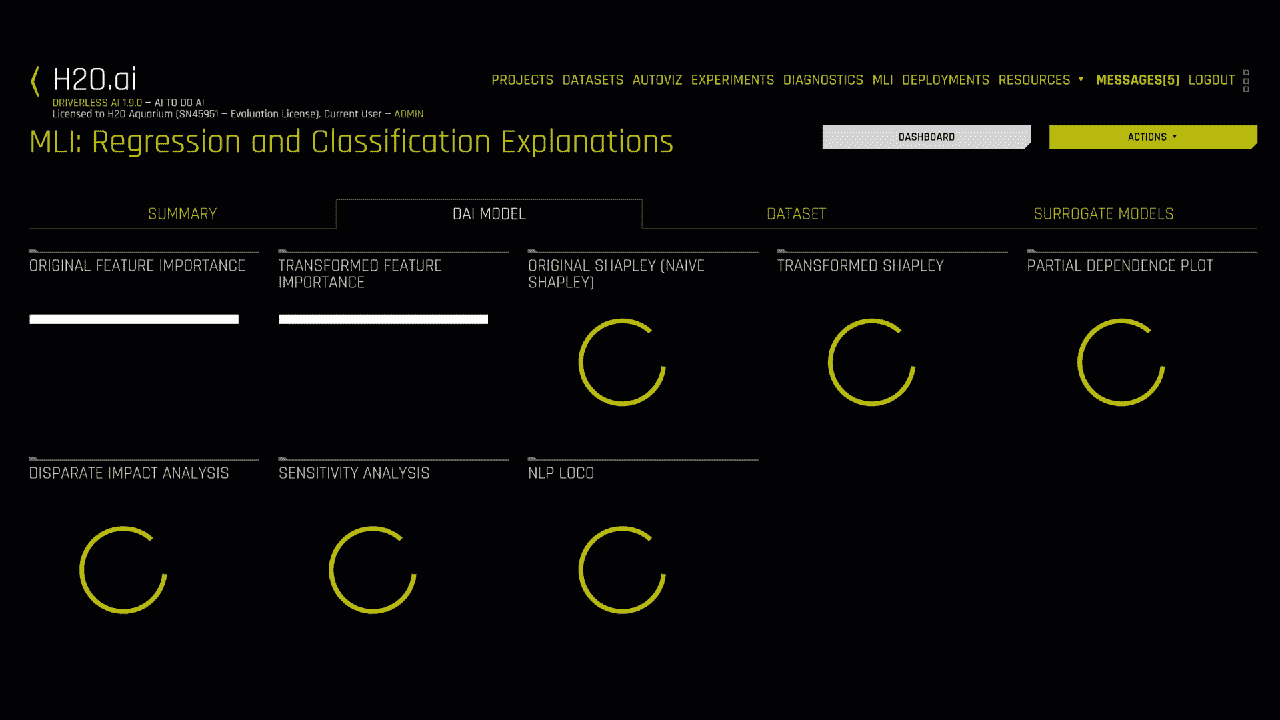 H2O.ai
PROJECTS DATASETS AUTOVIZ EXPERIMENTS DIAGNOSTICS MLI DEPLOYMENTS RESOURCES MESSAGES[5] LOGOUT
DRIVERLESS AI 1.9.0 – AI TO DO AI
Licensed to H2O Aquarium (SN45951 – Evaluation License). Current User – ADMIN
MLI: Regression and Classification Explanations
DASHBOARD
ACTIONS
SUMMARY
DAI MODEL
DATASET
SURROGATE MODELS
ORIGINAL FEATURE IMPORTANCE
TRANSFORMED FEATURE
IMPORTANCE
ORIGINAL SHAPLEY (NAIVE
SHAPLEY)
TRANSFORMED SHAPLEY
PARTIAL DEPENDENCE PLOT
DISPARATE IMPACT ANALYSIS
SENSITIVITY ANALYSIS
NLP LOCO